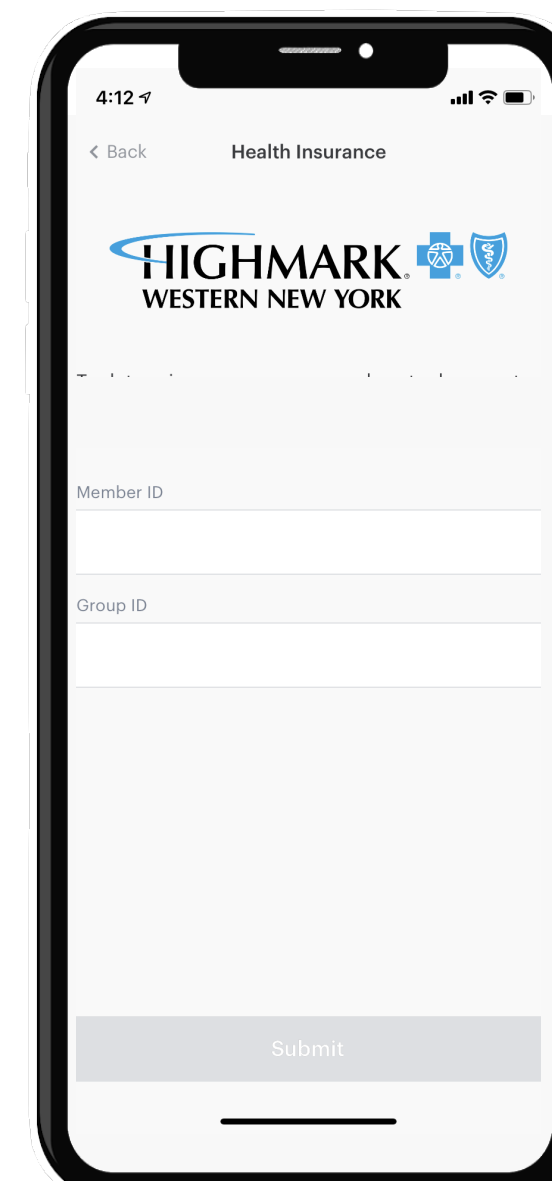 4:12
Back
Health Insurance
HIGHMARK®
WESTERN NEW YORK
Member ID
Group ID
Submit